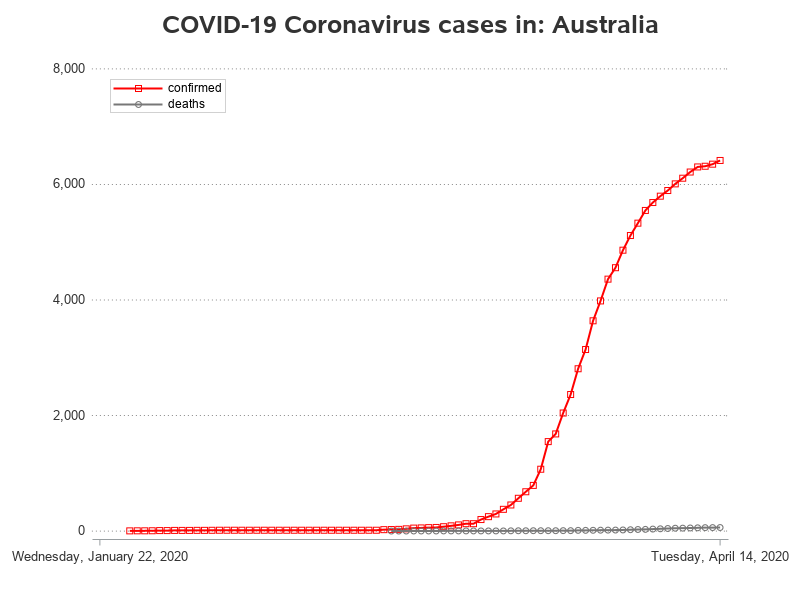 COVID-19 Coronavirus cases in: Australia
8,000
confirmed
deaths
6,000
4,000
2,000
0
Wednesday, January 22, 2020
Tuesday, April 14, 2020